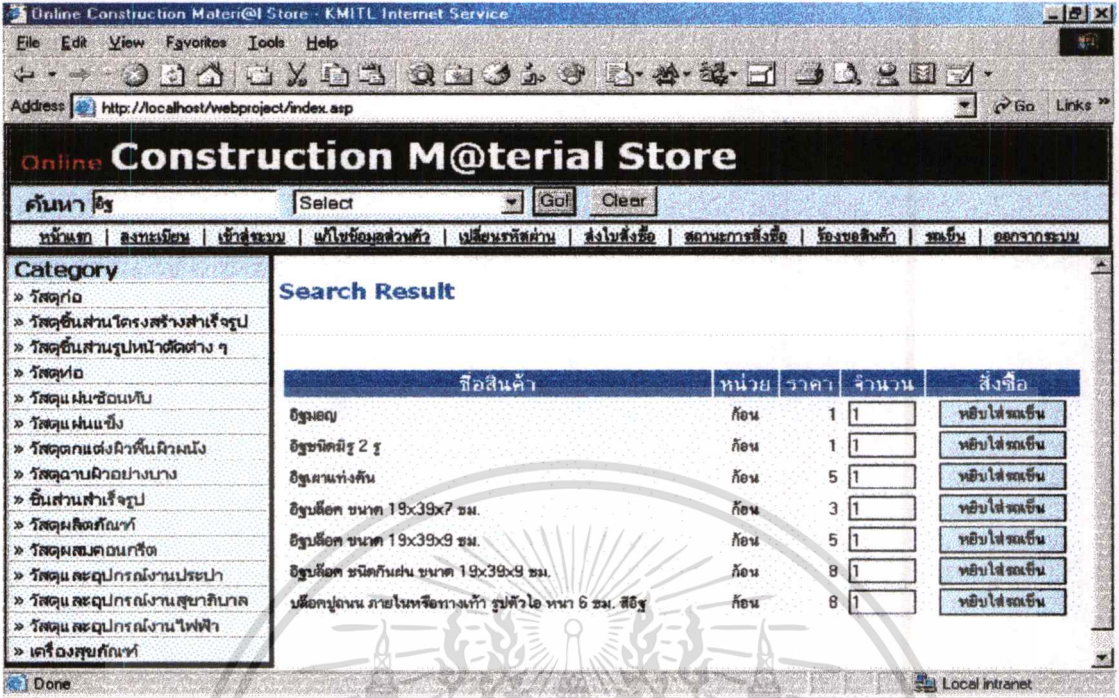 Online Construction Materi@l Store - KMITL Internet Service
File Edit View Favorites Tools Help
Address http://localhost/webproject/index.asp Go Links »
Online Construction M@terial Store
ค้นหา อิฐ Select Go! Clear
หน้าแรก | ลงทะเบียน | เข้าสู่ระบบ | แก้ไขข้อมูลส่วนตัว | เปลี่ยนรหัสผ่าน | ส่งใบสั่งซื้อ | สถานะการสั่งซื้อ | ร้องขอสินค้า | รถเข็น | ออกจากระบบ
Category
» วัสดุก่อ
» วัสดุชิ้นส่วนโครงสร้างสำเร็จรูป
» วัสดุชิ้นส่วนรูปหน้าตัดต่าง ๆ
» วัสดุท่อ
» วัสดุแผ่นซ้อนทับ
» วัสดุแผ่นแข็ง
» วัสดุตกแต่งผิวพื้นผิวผนัง
» วัสดุฉาบผิวอย่างบาง
» ชิ้นส่วนสำเร็จรูป
» วัสดุผลิตภัณฑ์
» วัสดุผสมคอนกรีต
» วัสดุและอุปกรณ์งานประปา
» วัสดุและอุปกรณ์งานสุขาภิบาล
» วัสดุและอุปกรณ์งานไฟฟ้า
» เครื่องสุขภัณฑ์
Search Result
ชื่อสินค้า หน่วย ราคา จำนวน สั่งซื้อ
อิฐมอญ ก้อน 1 1 หยิบใส่รถเข็น
อิฐชนิดมีรู 2 รู ก้อน 1 1 หยิบใส่รถเข็น
อิฐเผาแท่งตัน ก้อน 5 1 หยิบใส่รถเข็น
อิฐบล๊อค ขนาด 19x39x7 ซม. ก้อน 3 1 หยิบใส่รถเข็น
อิฐบล๊อค ขนาด 19x39x9 ซม. ก้อน 5 1 หยิบใส่รถเข็น
อิฐบล๊อค ชนิดกันฝน ขนาด 19x39x9 ซม. ก้อน 8 1 หยิบใส่รถเข็น
บล๊อคปูถนน ภายในหรือทางเท้า รูปตัวไอ หนา 6 ซม. สีอิฐ ก้อน 8 1 หยิบใส่รถเข็น
Done Local intranet